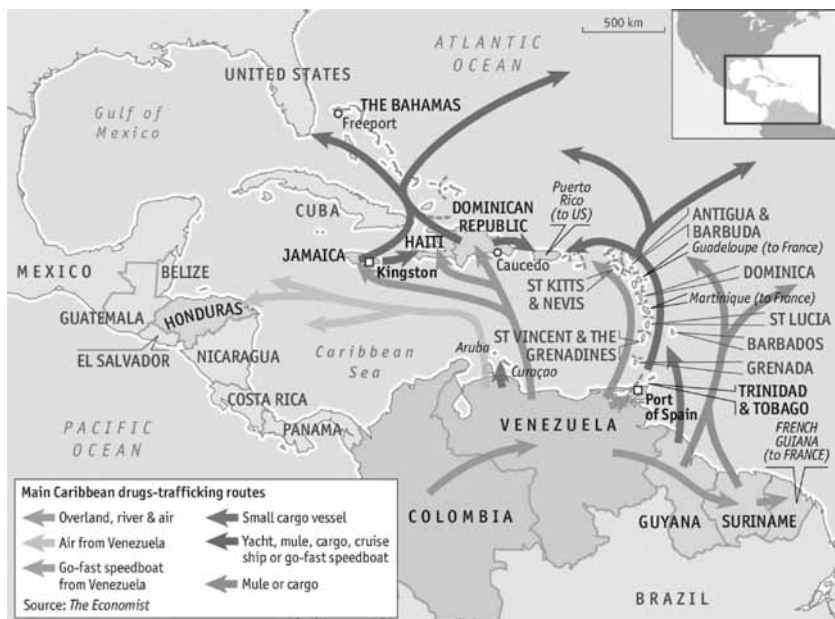 500 km
ATLANTIC
OCEAN
UNITED STATES
Gulf of
Mexico
THE BAHAMAS
Freeport
CUBA
DOMINICAN
REPUBLIC
Puerto
Rico
(to US)
ANTIGUA &
BARBUDA
Guadeloupe (to France)
HAITI
JAMAICA
Kingston
Caucedo
MEXICO
BELIZE
ST KITTS
& NEVIS
DOMINICA
Martinique (to France)
GUATEMALA
HONDURAS
ST LUCIA
ST VINCENT & THE
GRENADINES
BARBADOS
EL SALVADOR
NICARAGUA
Caribbean
Sea
Aruba
Curaçao
GRENADA
COSTA RICA
Port
of Spain
TRINIDAD
& TOBAGO
PACIFIC
OCEAN
PANAMA
VENEZUELA
FRENCH
GUIANA
(to FRANCE)
COLOMBIA
GUYANA
SURINAME
BRAZIL
Main Caribbean drugs-trafficking routes
Overland, river & air
Air from Venezuela
Go-fast speedboat
from Venezuela
Small cargo vessel
Yacht, mule, cargo, cruise
ship or go-fast speedboat
Mule or cargo
Source: The Economist